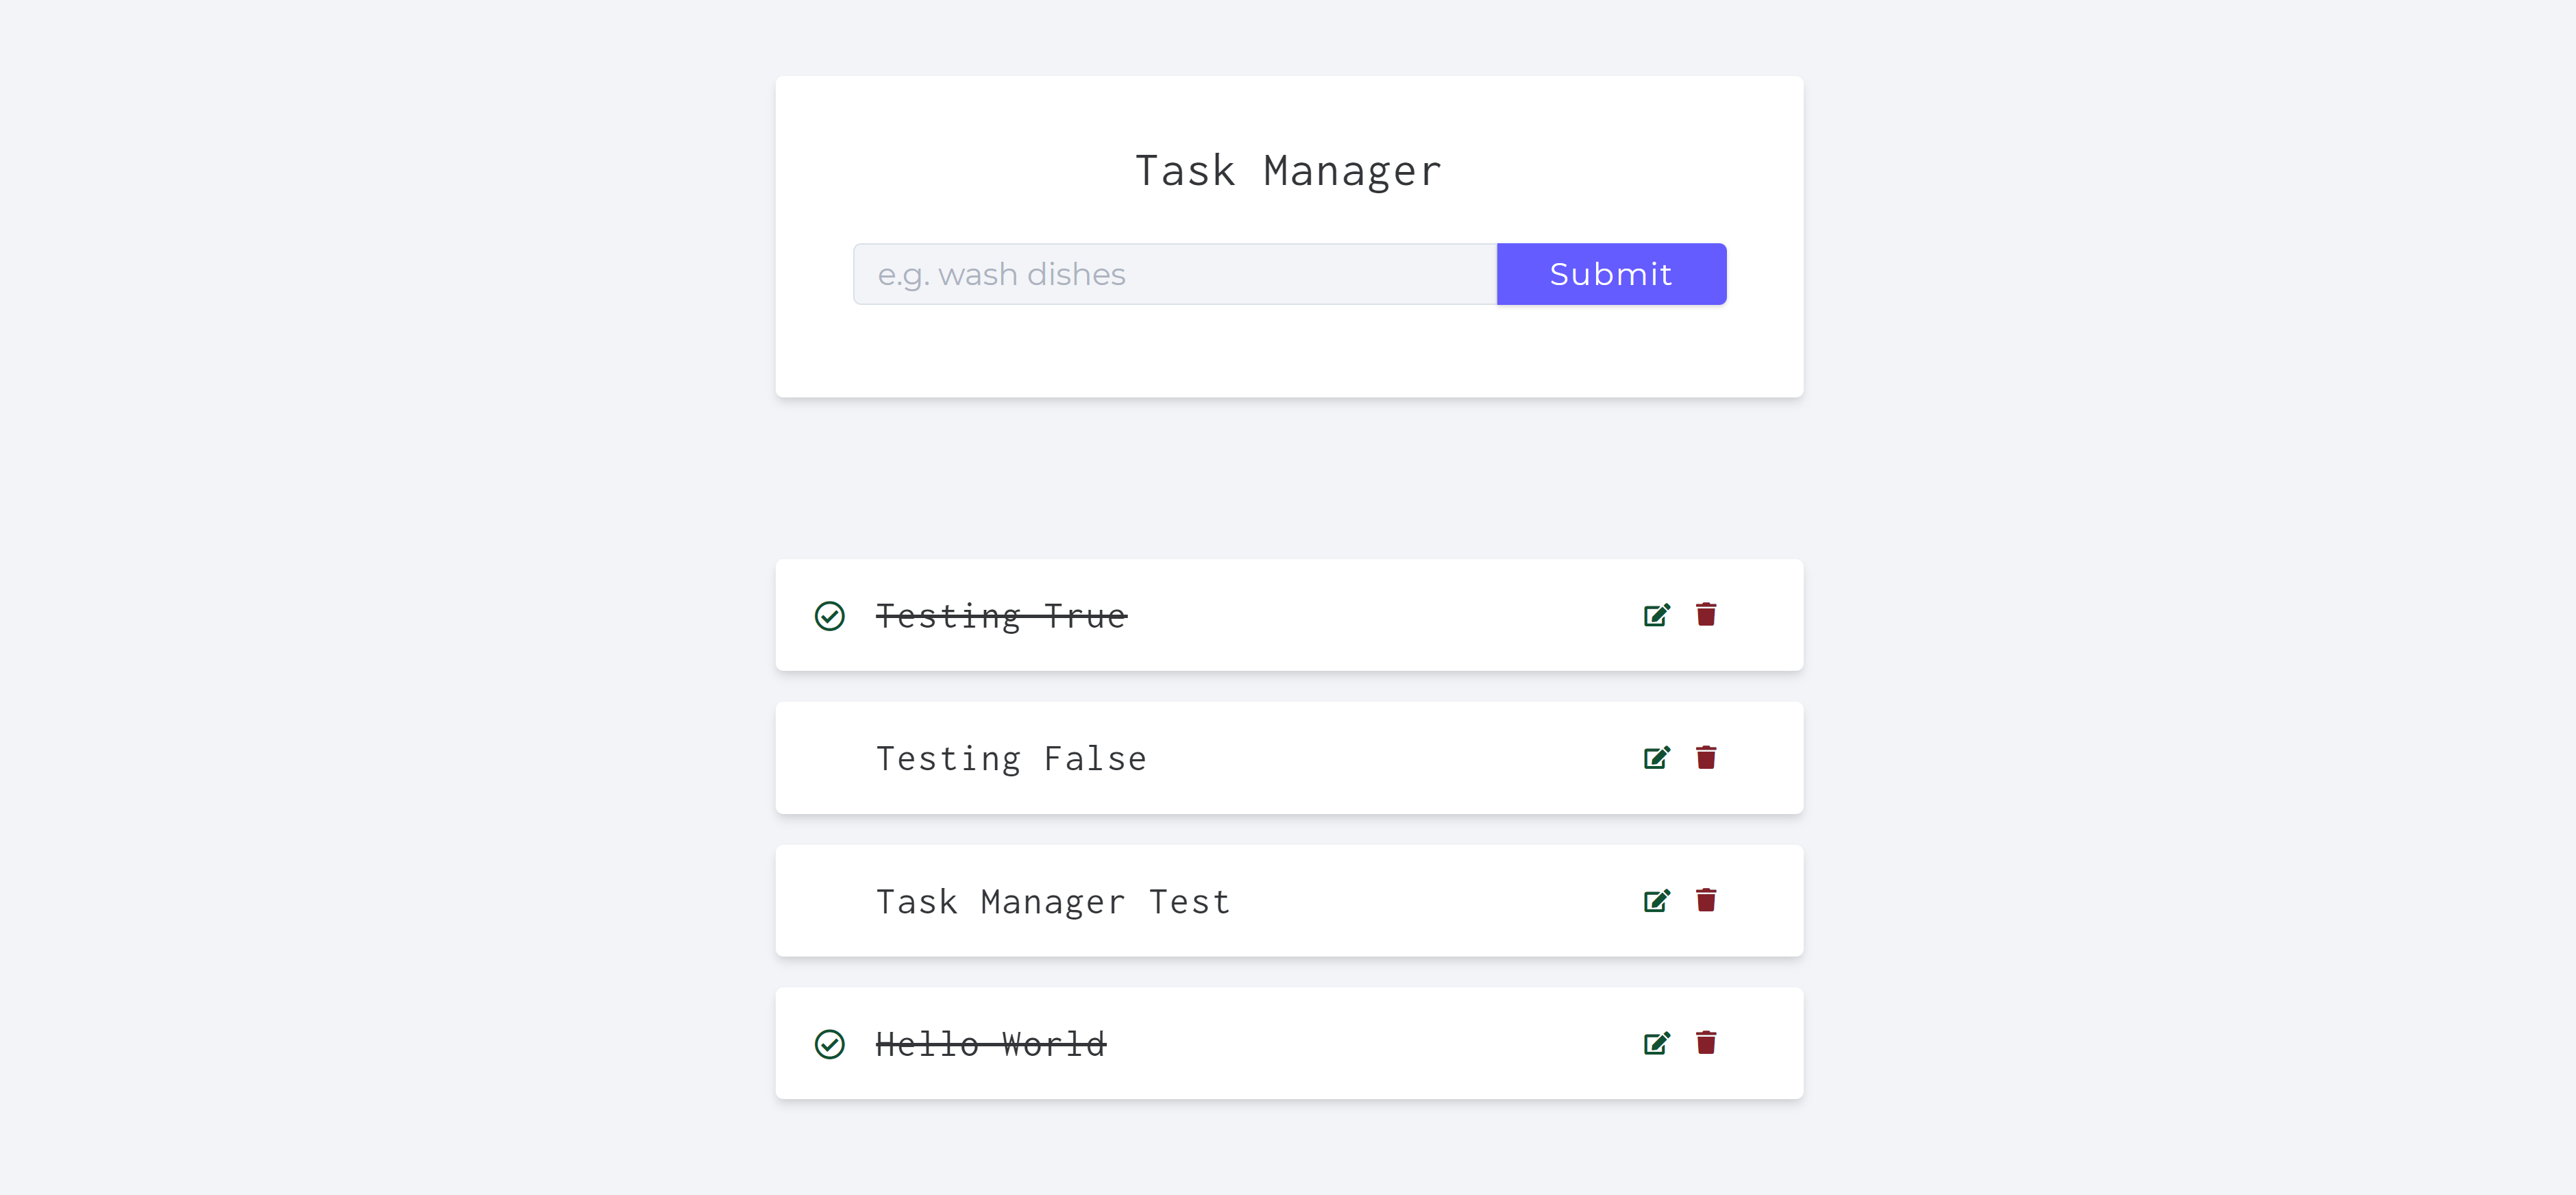 Task Manager
e.g. wash dishes
Submit
Testing True
Testing False
Task Manager Test
Hello World